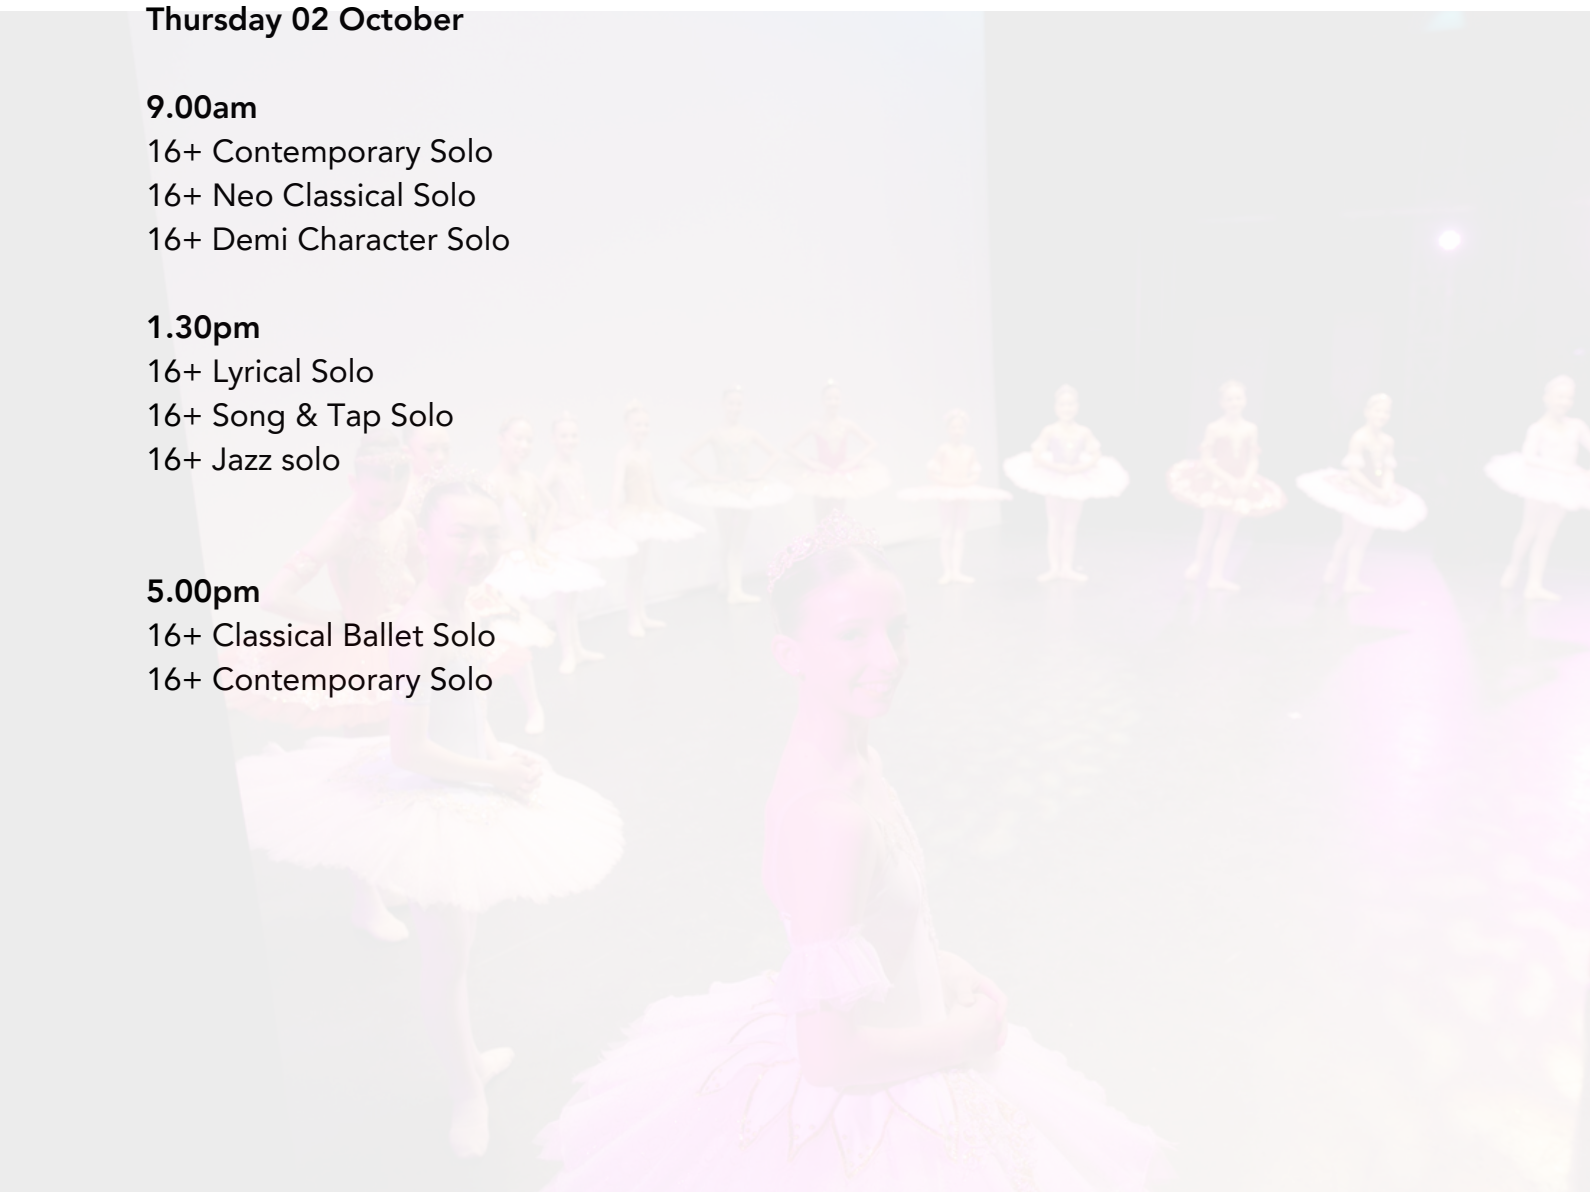 Thursday 02 October
9.00am
16+ Contemporary Solo
16+ Neo Classical Solo
16+ Demi Character Solo
1.30pm
16+ Lyrical Solo
16+ Song & Tap Solo
16+ Jazz solo
5.00pm
16+ Classical Ballet Solo
16+ Contemporary Solo